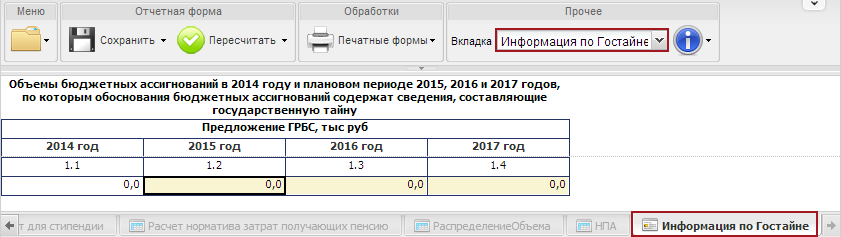 Меню
Отчетная форма
Обработки
Прочее
Сохранить
Пересчитать
Печатные формы
Вкладка
Информация по Гостайне
Объемы бюджетных ассигнований в 2014 году и плановом периоде 2015, 2016 и 2017 годов,
по которым обоснования бюджетных ассигнований содержат сведения, составляющие
государственную тайну
Предложение ГРБС, тыс руб
2014 год 2015 год 2016 год 2017 год
1.1 1.2 1.3 1.4
0,0 0,0 0,0 0,0
т для стипендии
Расчет норматива затрат получающих пенсию
РаспределениеОбъема
НПА
Информация по Гостайне